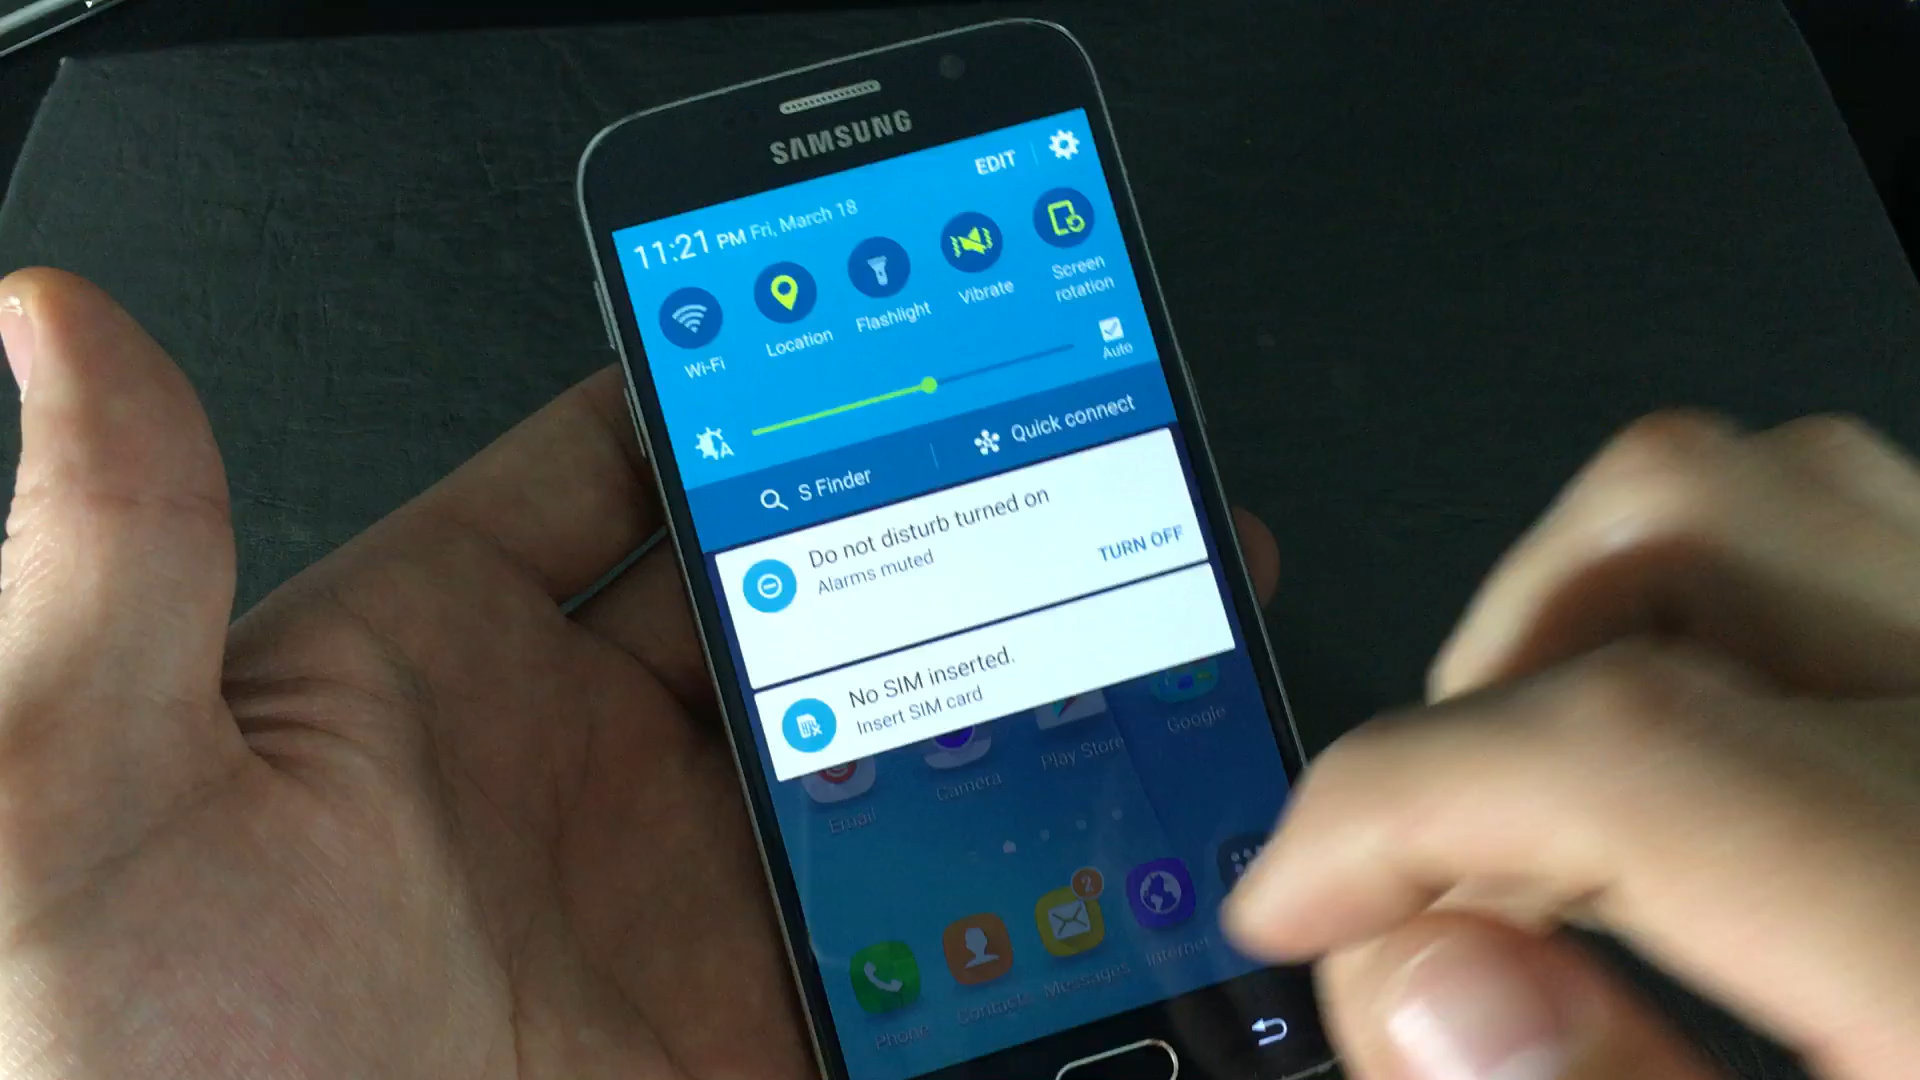 SAMSUNG
EDIT
11:21 PM Fri, March 18
Wi-Fi
Location
Flashlight
Vibrate
Screen
rotation
A
Auto
S Finder
Quick connect
Do not disturb turned on
Alarms muted
TURN OFF
No SIM inserted.
Insert SIM card
Email
Camera
Play Store
Google
2
Phone
Contacts
Messages
Internet